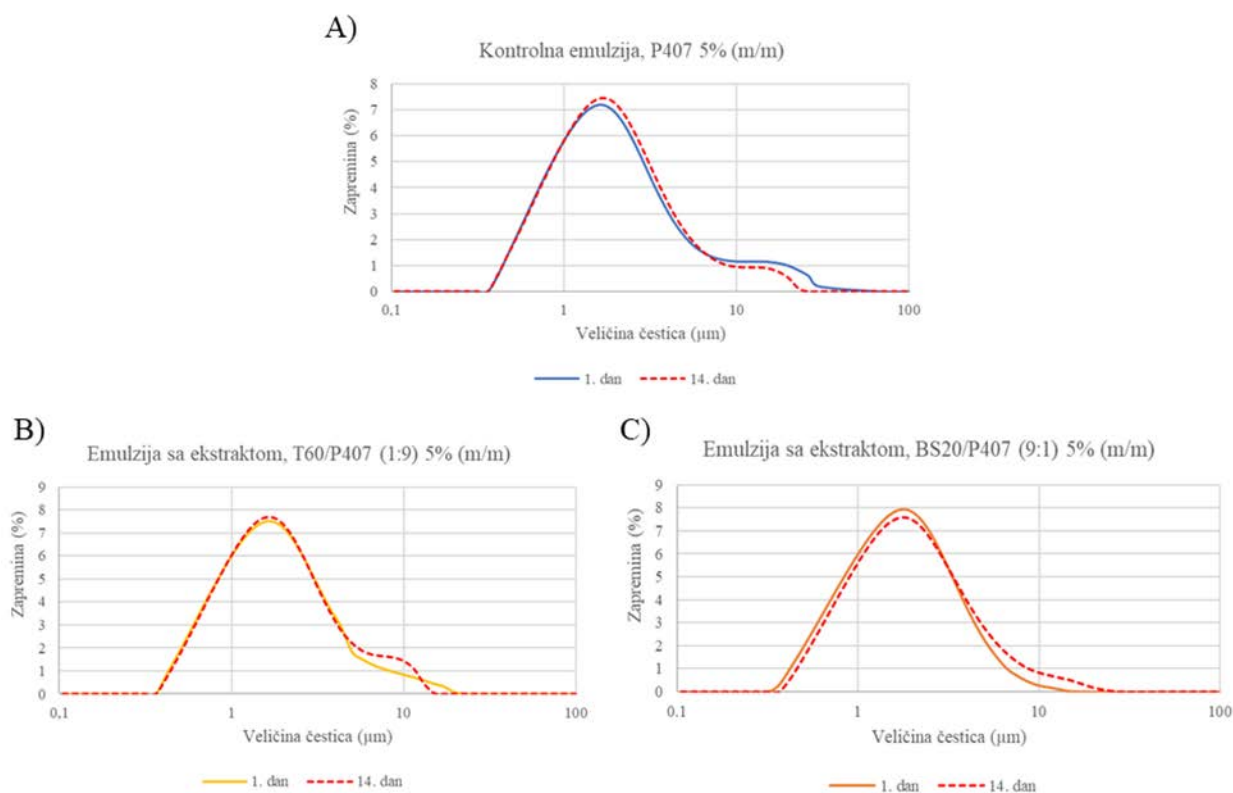 A)
Kontrolna emulzija, P407 5% (m/m)
Zapremina (%)
8
7
6
5
4
3
2
1
0
0,1
1
10
100
Veličina čestica (µm)
1. dan
14. dan
B)
Emulzija sa ekstraktom, T60/P407 (1:9) 5% (m/m)
Zapremina (%)
9
8
7
6
5
4
3
2
1
0
0,1
1
10
100
Veličina čestica (µm)
1. dan
14. dan
C)
Emulzija sa ekstraktom, BS20/P407 (9:1) 5% (m/m)
Zapremina (%)
9
8
7
6
5
4
3
2
1
0
0,1
1
10
100
Veličina čestica (µm)
1. dan
14. dan